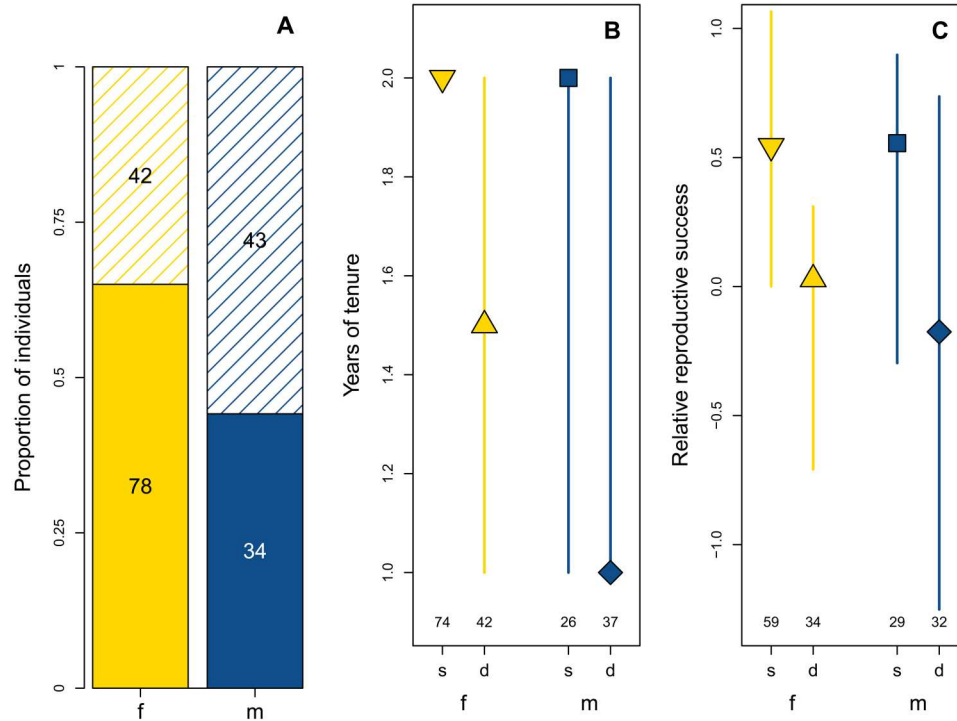 A
Proportion of individuals
1
0.75
0.5
0.25
0
42
78
43
34
f m
B
Years of tenure
2.0
1.8
1.6
1.4
1.2
1.0
74 42 26 37
s d s d
f m
C
Relative reproductive success
1.0
0.5
0.0
−0.5
−1.0
59 34 29 32
s d s d
f m